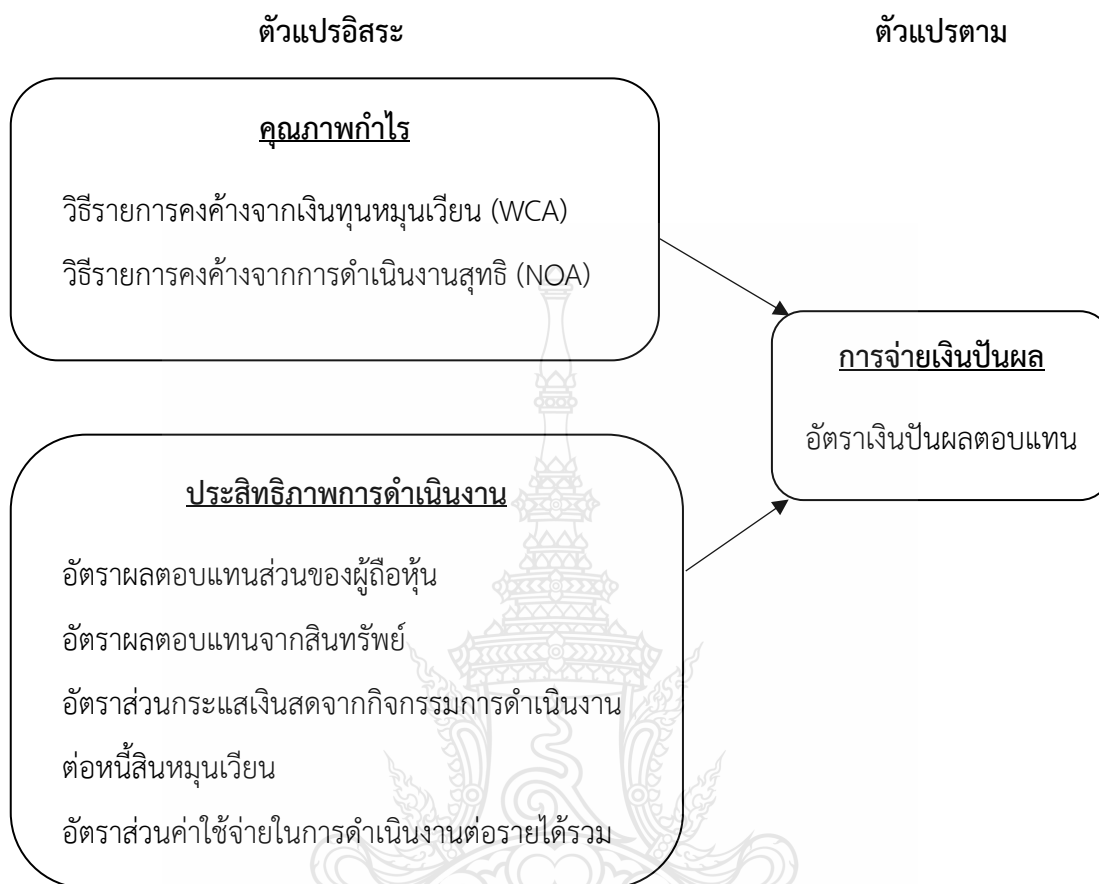 ตัวแปรอิสระ
ตัวแปรตาม
คุณภาพกำไร
วิธีรายการคงค้างจากเงินทุนหมุนเวียน (WCA)
วิธีรายการคงค้างจากการดำเนินงานสุทธิ (NOA)
การจ่ายเงินปันผล
อัตราเงินปันผลตอบแทน
ประสิทธิภาพการดำเนินงาน
อัตราผลตอบแทนส่วนของผู้ถือหุ้น
อัตราผลตอบแทนจากสินทรัพย์
อัตราส่วนกระแสเงินสดจากกิจกรรมการดำเนินงาน
ต่อหนี้สินหมุนเวียน
อัตราส่วนค่าใช้จ่ายในการดำเนินงานต่อรายได้รวม